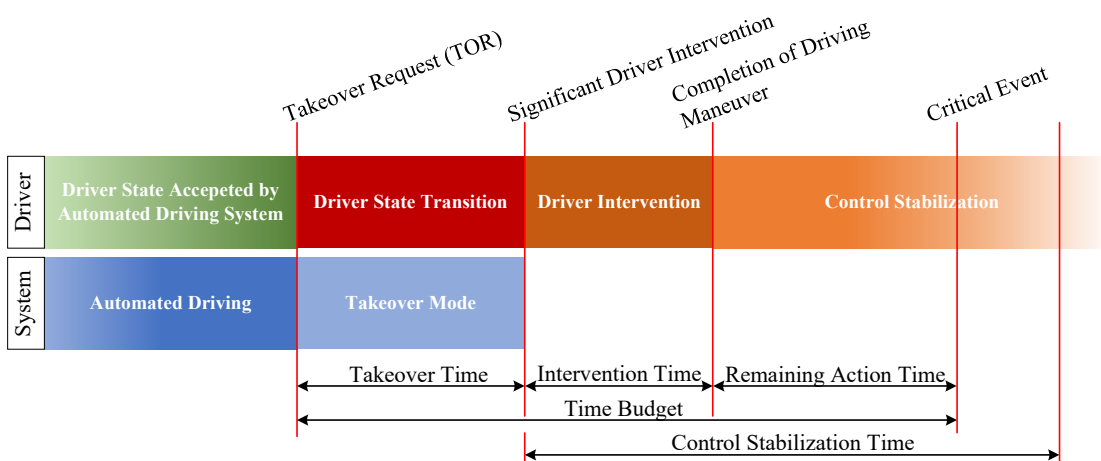 Takeover Request (TOR)
Significant Driver Intervention
Completion of Driving
Maneuver
Critical Event
Driver
Driver State Accepeted by
Automated Driving System
Driver State Transition
Driver Intervention
Control Stabilization
System
Automated Driving
Takeover Mode
Takeover Time
Intervention Time
Remaining Action Time
Time Budget
Control Stabilization Time